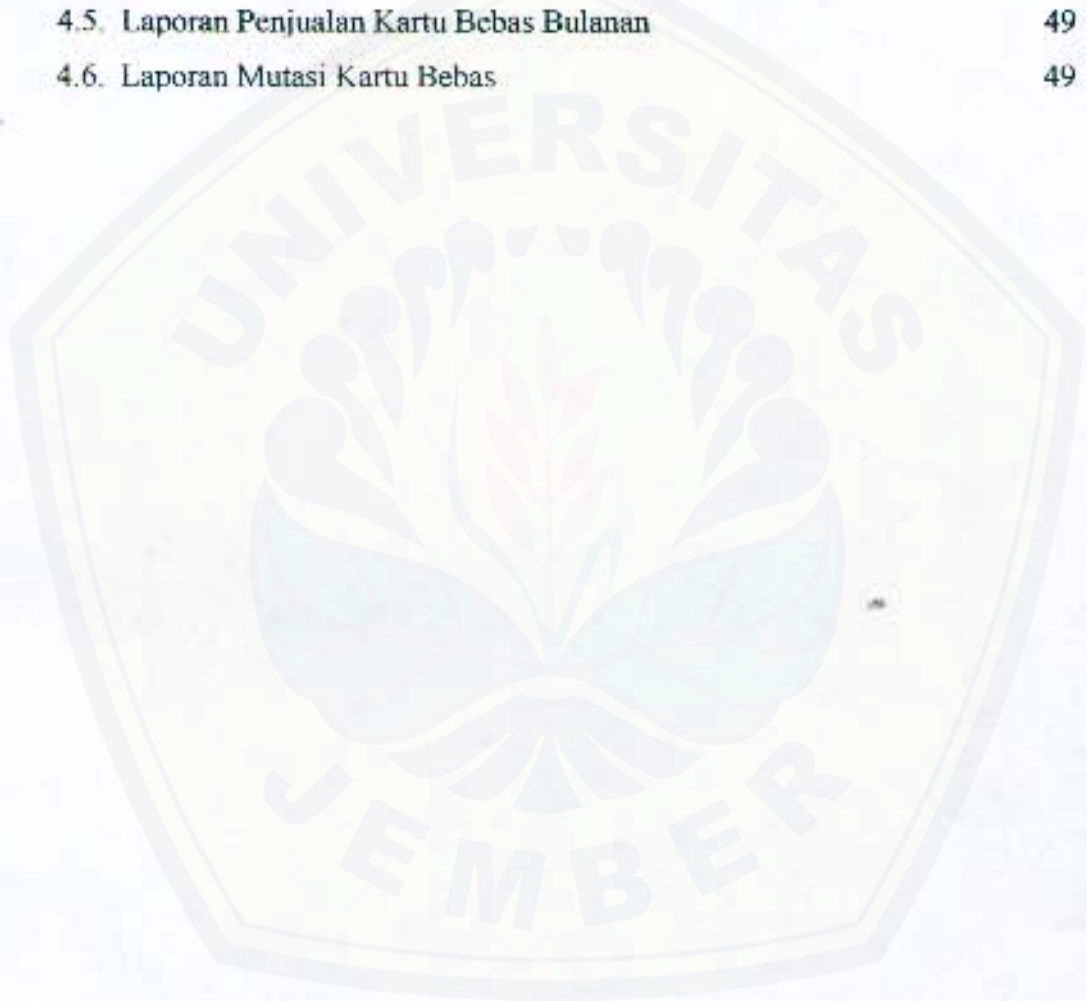 4.5. Laporan Penjualan Kartu Bebas Bulanan 49
4.6. Laporan Mutasi Kartu Bebas 49
UNIVERSITAS
JEMBER